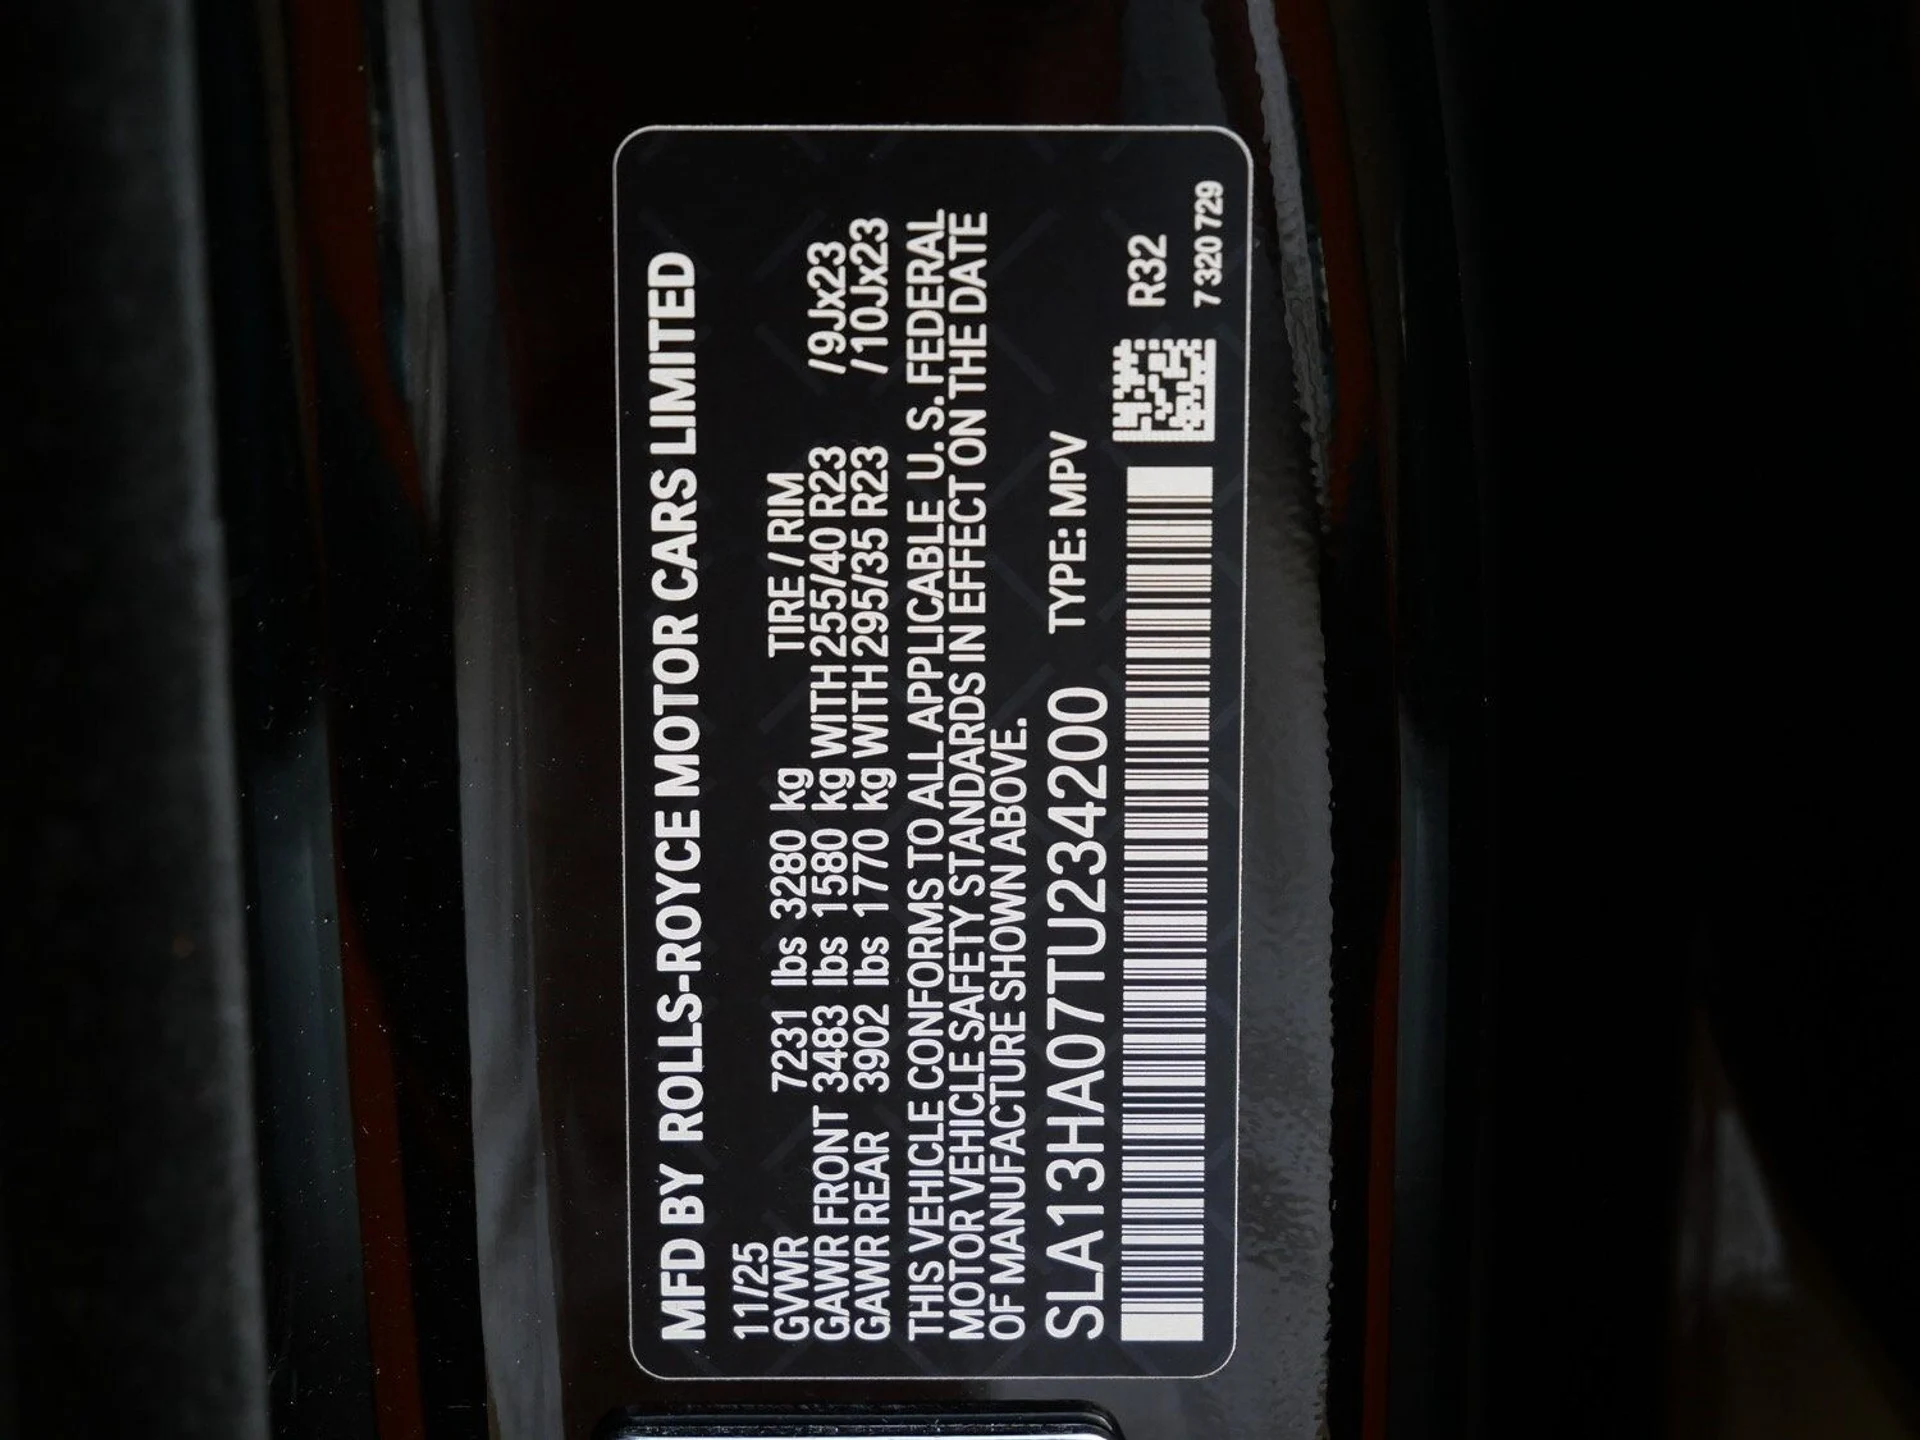 MFD BY ROLLS-ROYCE MOTOR CARS LIMITED
11/25
GVWR 7231 lbs 3280 kg TIRE / RIM
GAWR FRONT 3483 lbs 1580 kg WITH 255/40 R23 /9Jx23
GAWR REAR 3902 lbs 1770 kg WITH 295/35 R23 /10Jx23
THIS VEHICLE CONFORMS TO ALL APPLICABLE U. S. FEDERAL
MOTOR VEHICLE SAFETY STANDARDS IN EFFECT ON THE DATE
OF MANUFACTURE SHOWN ABOVE.
SLA13HA07TU234200 TYPE: MPV
R32
7 320 729